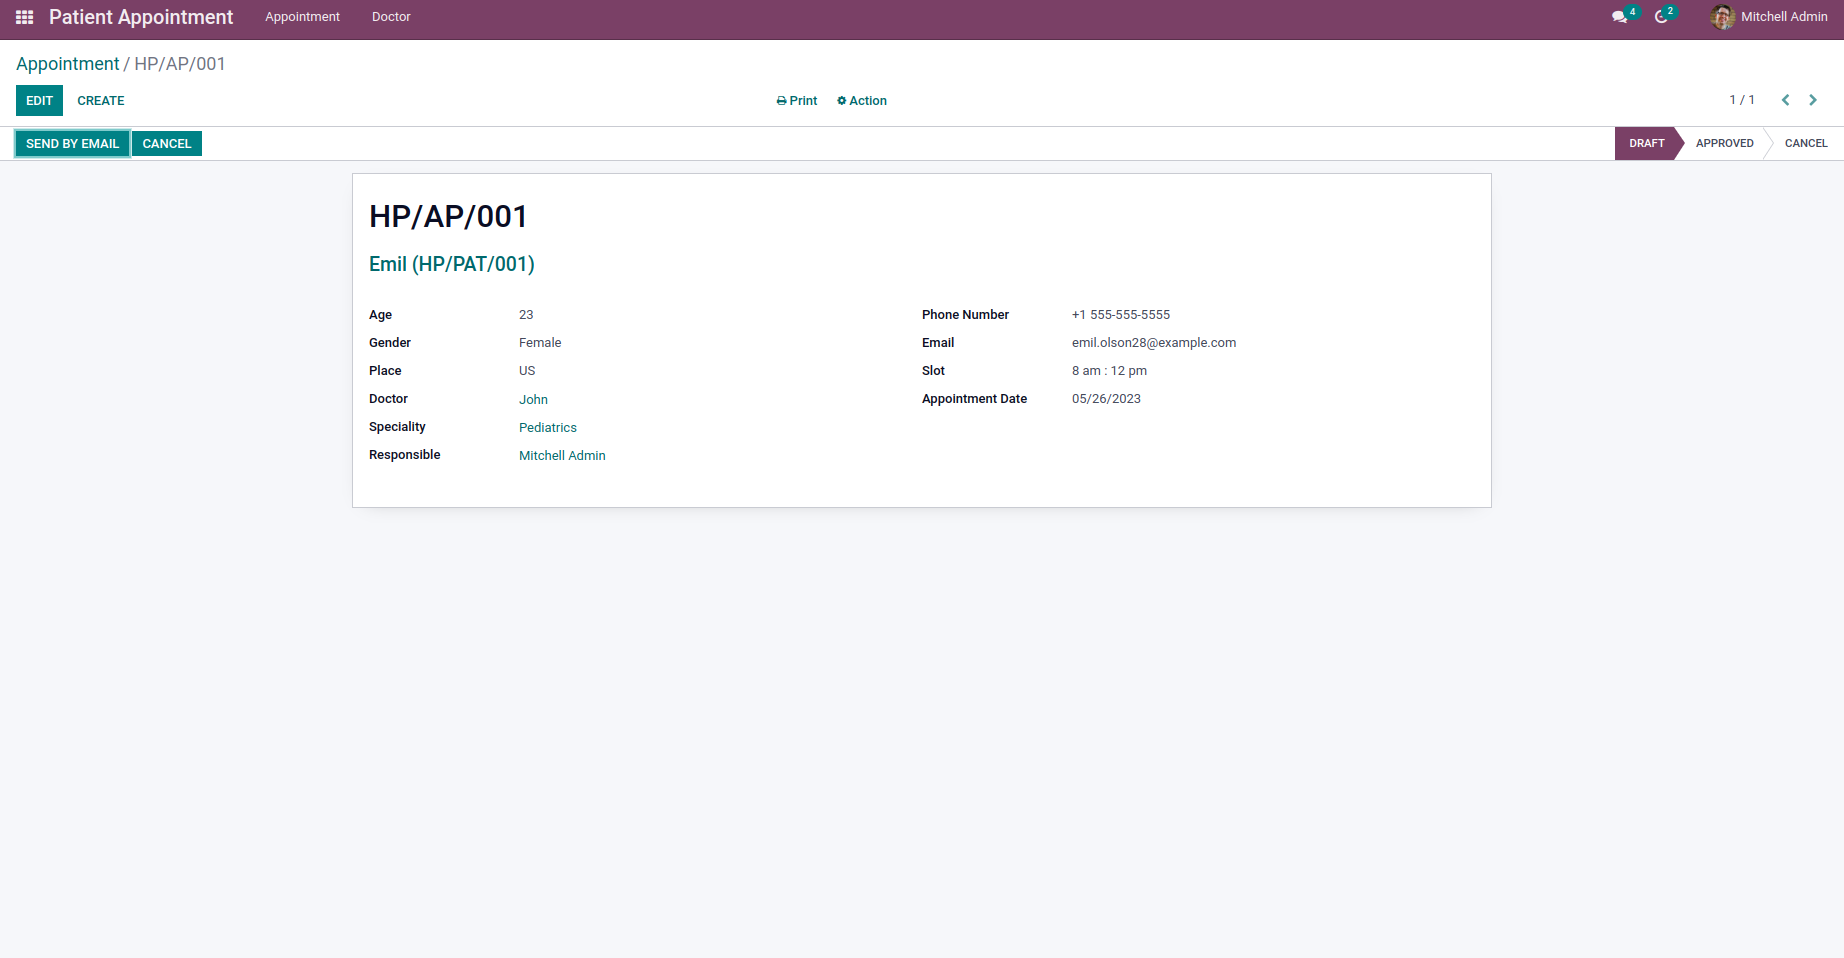 Patient Appointment Appointment Doctor 4 2 Mitchell Admin
Appointment / HP/AP/001
EDIT CREATE Print Action 1 / 1
SEND BY EMAIL CANCEL DRAFT APPROVED CANCEL
HP/AP/001
Emil (HP/PAT/001)
Age 23 Phone Number +1 555-555-5555
Gender Female Email emil.olson28@example.com
Place US Slot 8 am : 12 pm
Doctor John Appointment Date 05/26/2023
Speciality Pediatrics
Responsible Mitchell Admin